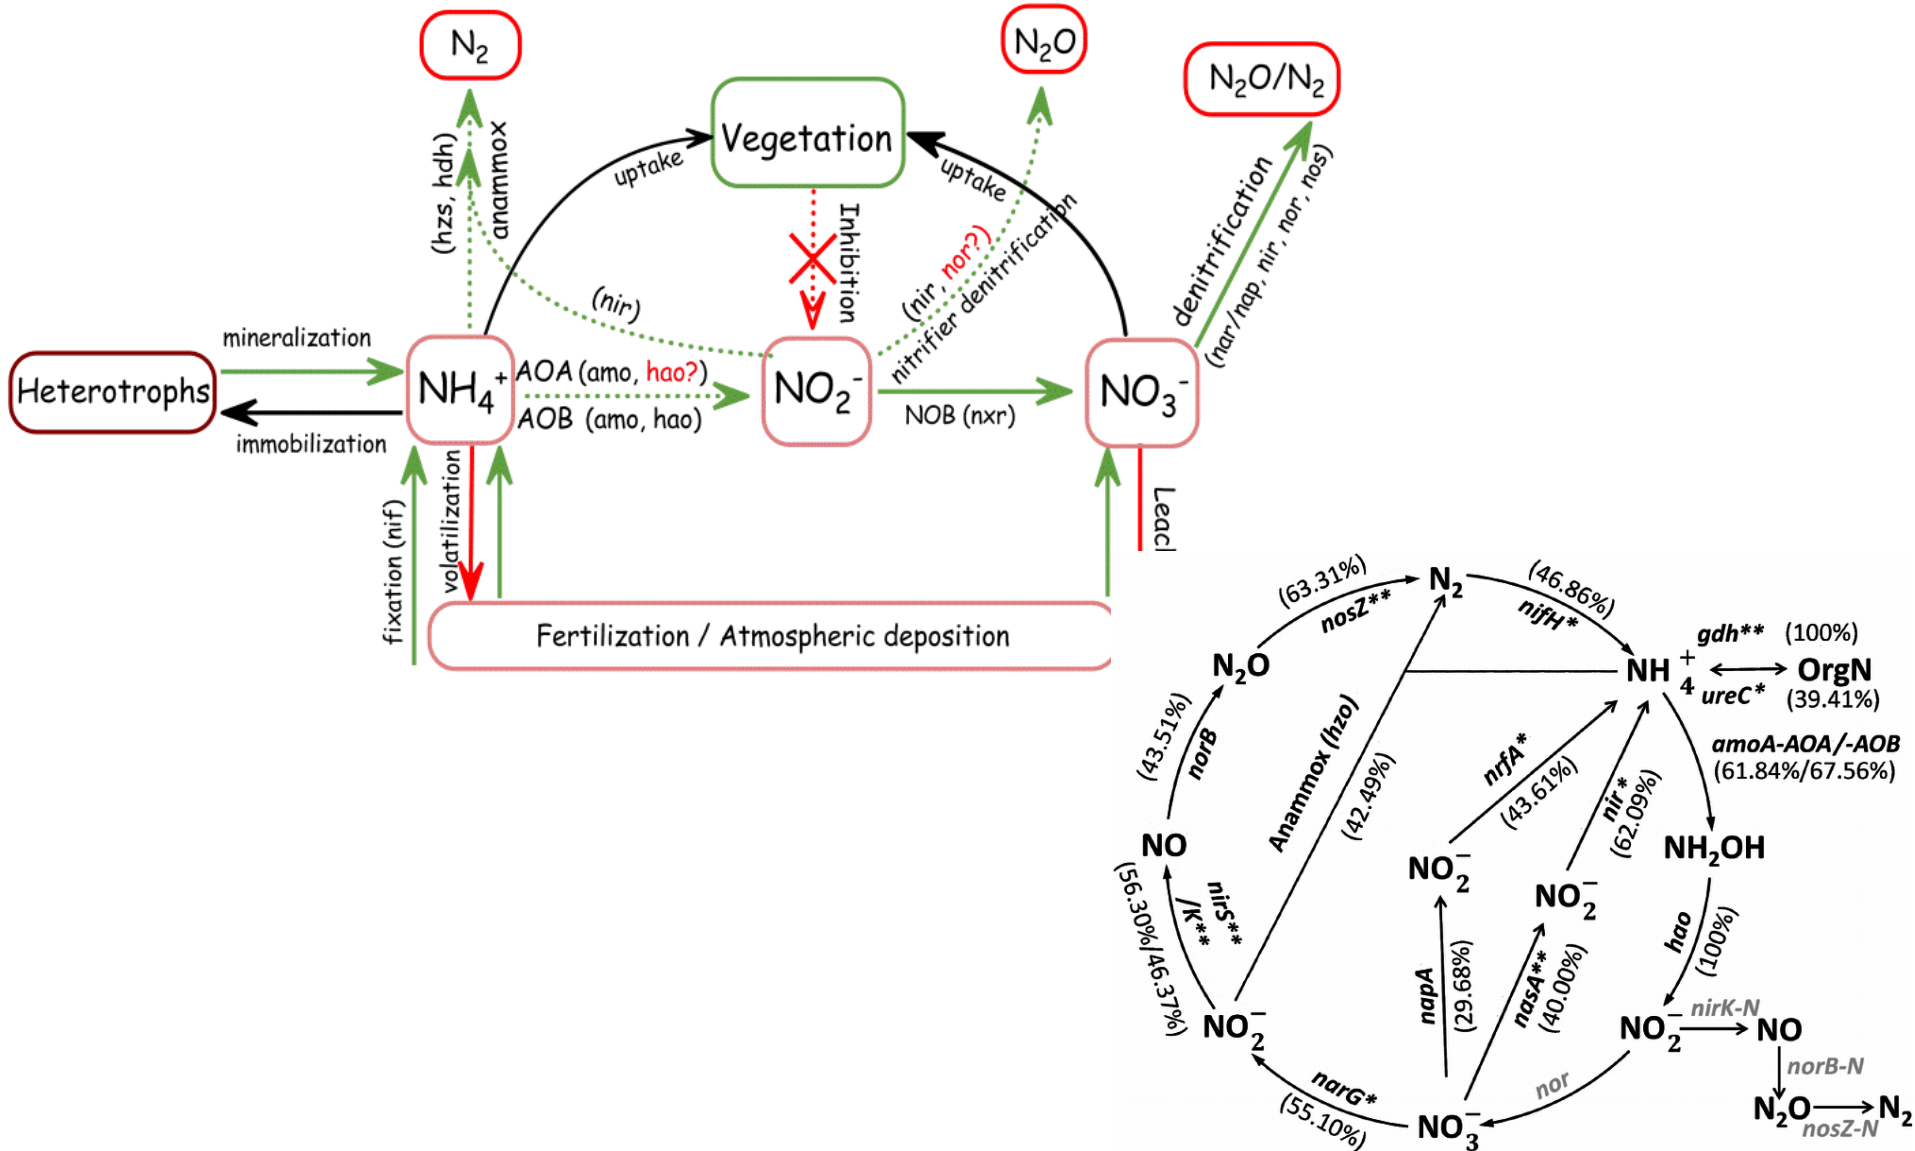 N2
N2O
N2O/N2
Vegetation
(hzs, hdh)
anammox
uptake
uptake
Inhibition
(nir)
(nir, nor?)
nitrifier denitrification
denitrification
(nar/nap, nir, nor, nos)
mineralization
Heterotrophs
immobilization
NH4+
AOA (amo, hao?)
AOB (amo, hao)
NO2-
NOB (nxr)
NO3-
fixation (nif)
volatilization
Fertilization / Atmospheric deposition
(63.31%)
nosZ**
N2
(46.86%)
nifH*
N2O
NH4+
gdh** (100%)
OrgN
ureC* (39.41%)
(43.51%)
norB
Anammox (hzo)
(42.49%)
nrfA*
(43.61%)
nir*
(62.09%)
amoA-AOA/-AOB
(61.84%/67.56%)
NO
NH2OH
NO2-
NO2-
nirS**
/K**
(56.30%/46.37%)
napA
(29.68%)
nasA**
(40.00%)
hao
(100%)
NO2-
NO2-
nirK-N
NO
norB-N
narG*
(55.10%)
nor
NO3-
N2O
N2
nosZ-N